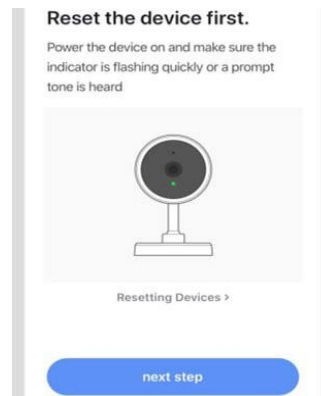 Reset the device first.
Power the device on and make sure the
indicator is flashing quickly or a prompt
tone is heard
Resetting Devices >
next step